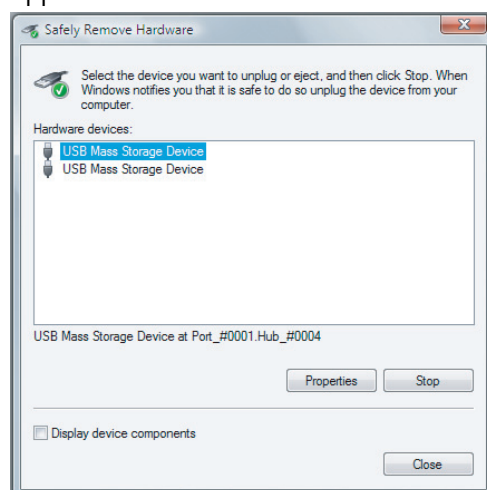 Safely Remove Hardware
Select the device you want to unplug or eject, and then click Stop. When
Windows notifies you that it is safe to do so unplug the device from your
computer.
Hardware devices:
USB Mass Storage Device
USB Mass Storage Device
USB Mass Storage Device at Port_#0001.Hub_#0004
Properties
Stop
Display device components
Close